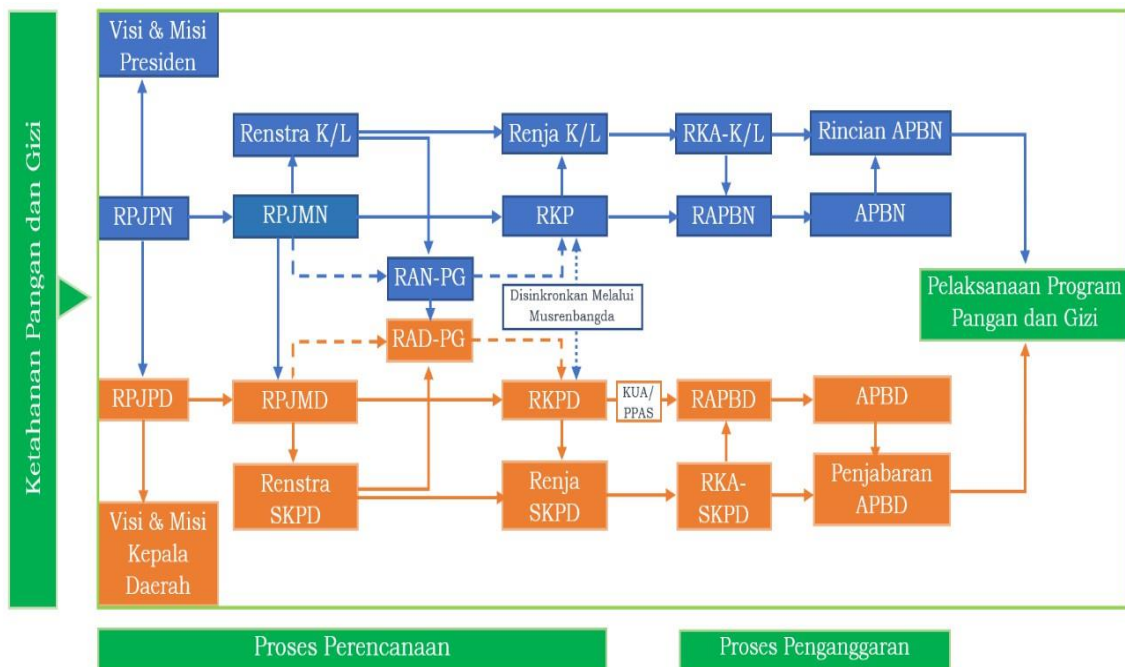 Ketahanan Pangan dan Gizi
Visi & Misi
Presiden
Renstra K/L
Renja K/L
RKA-K/L
Rincian APBN
RPJPN
RPJMN
RKP
RAPBN
APBN
RAN-PG
Disinkronkan Melalui
Musrenbangda
Pelaksanaan Program
Pangan dan Gizi
RAD-PG
RPJPD
RPJMD
RKPD
KUA/
PPAS
RAPBD
APBD
Renstra
SKPD
Renja
SKPD
RKA-
SKPD
Penjabaran
APBD
Visi & Misi
Kepala
Daerah
Proses Perencanaan
Proses Penganggaran